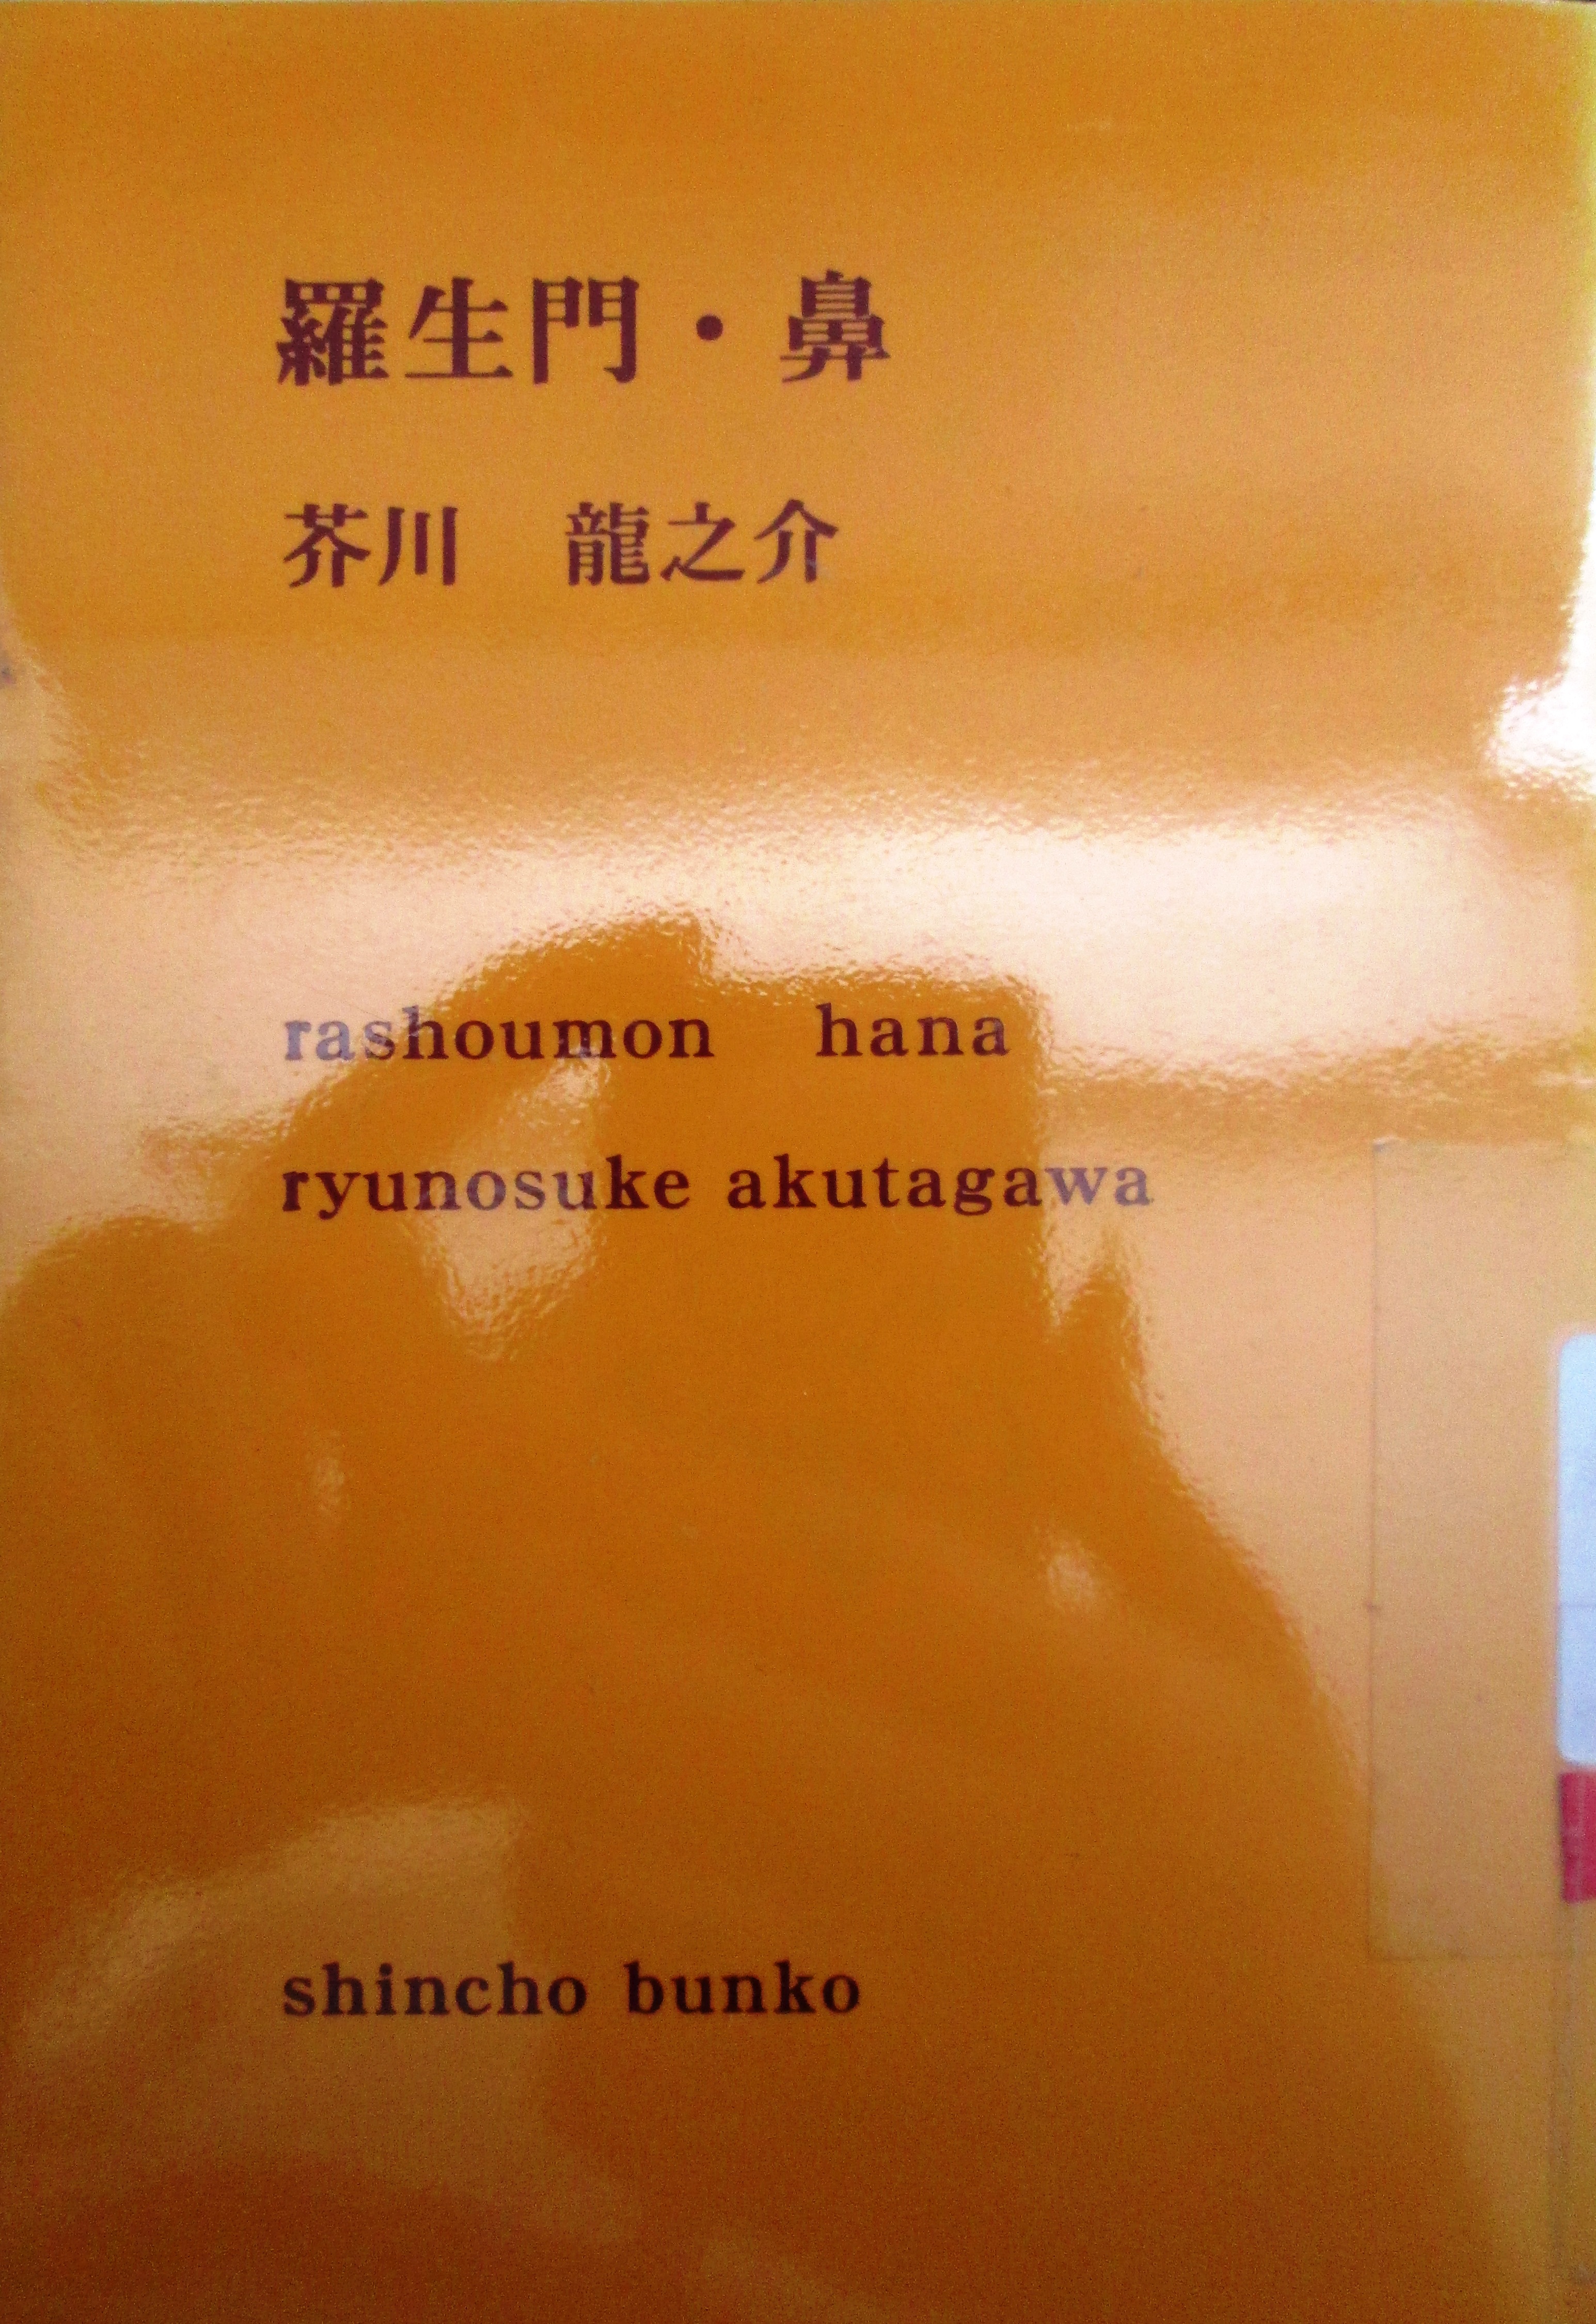 羅生門・鼻
芥川　龍之介
rashoumon hana
ryunosuke akutagawa
shincho bunko